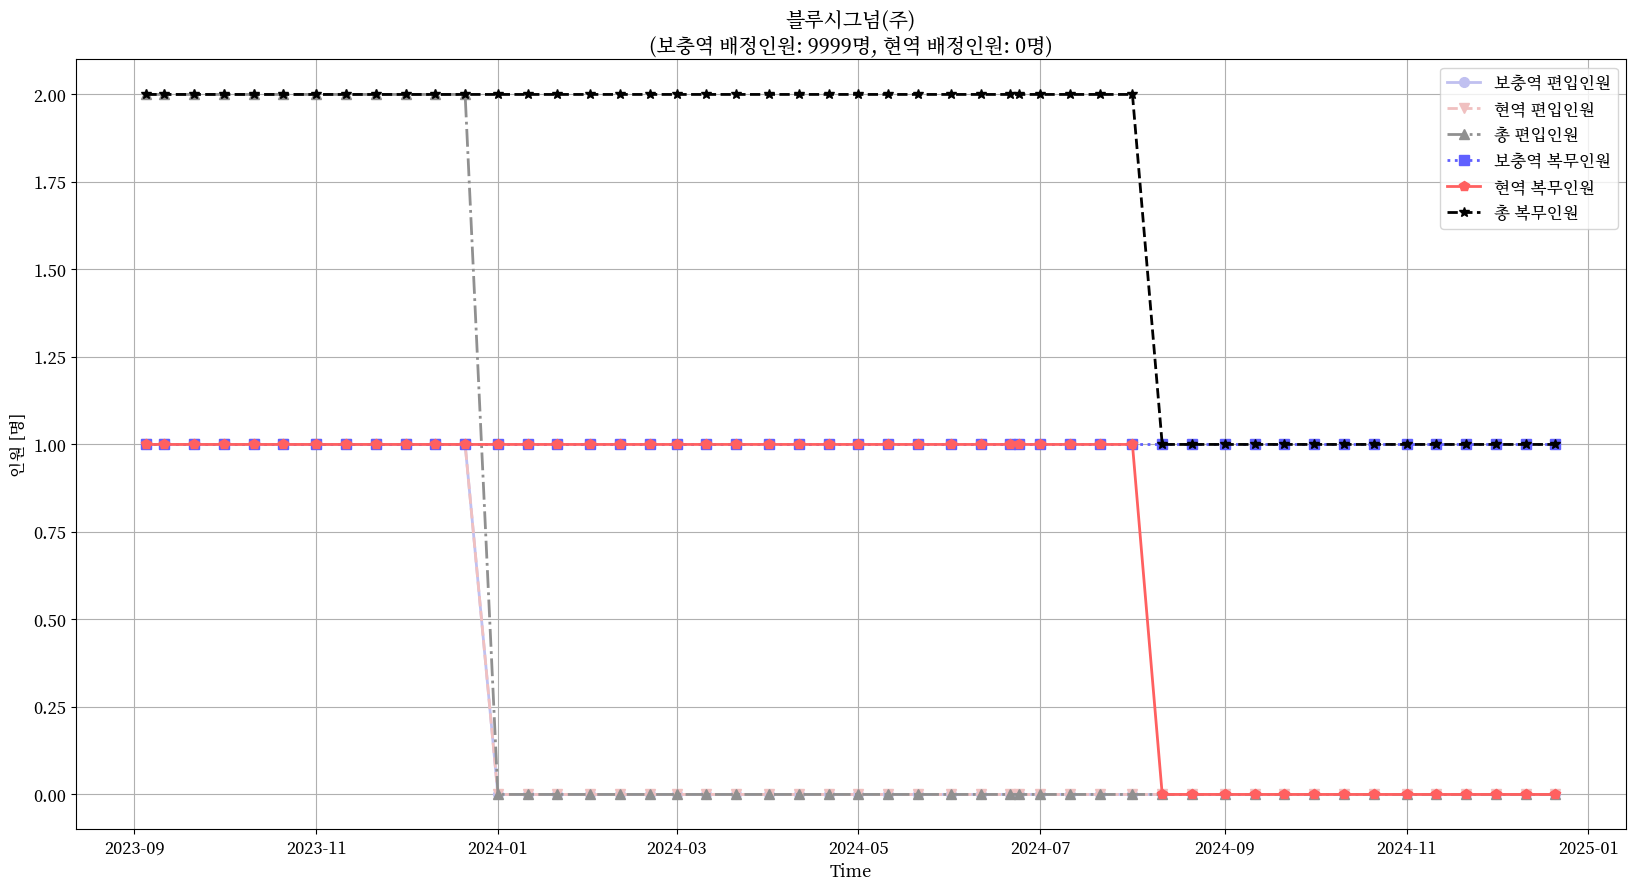 블루시그넘(주)
(보충역 배정인원: 9999명, 현역 배정인원: 0명)
보충역 편입인원
현역 편입인원
총 편입인원
보충역 복무인원
현역 복무인원
총 복무인원
인원 [명]
2.00
1.75
1.50
1.25
1.00
0.75
0.50
0.25
0.00
2023-09
2023-11
2024-01
2024-03
2024-05
2024-07
2024-09
2024-11
2025-01
Time